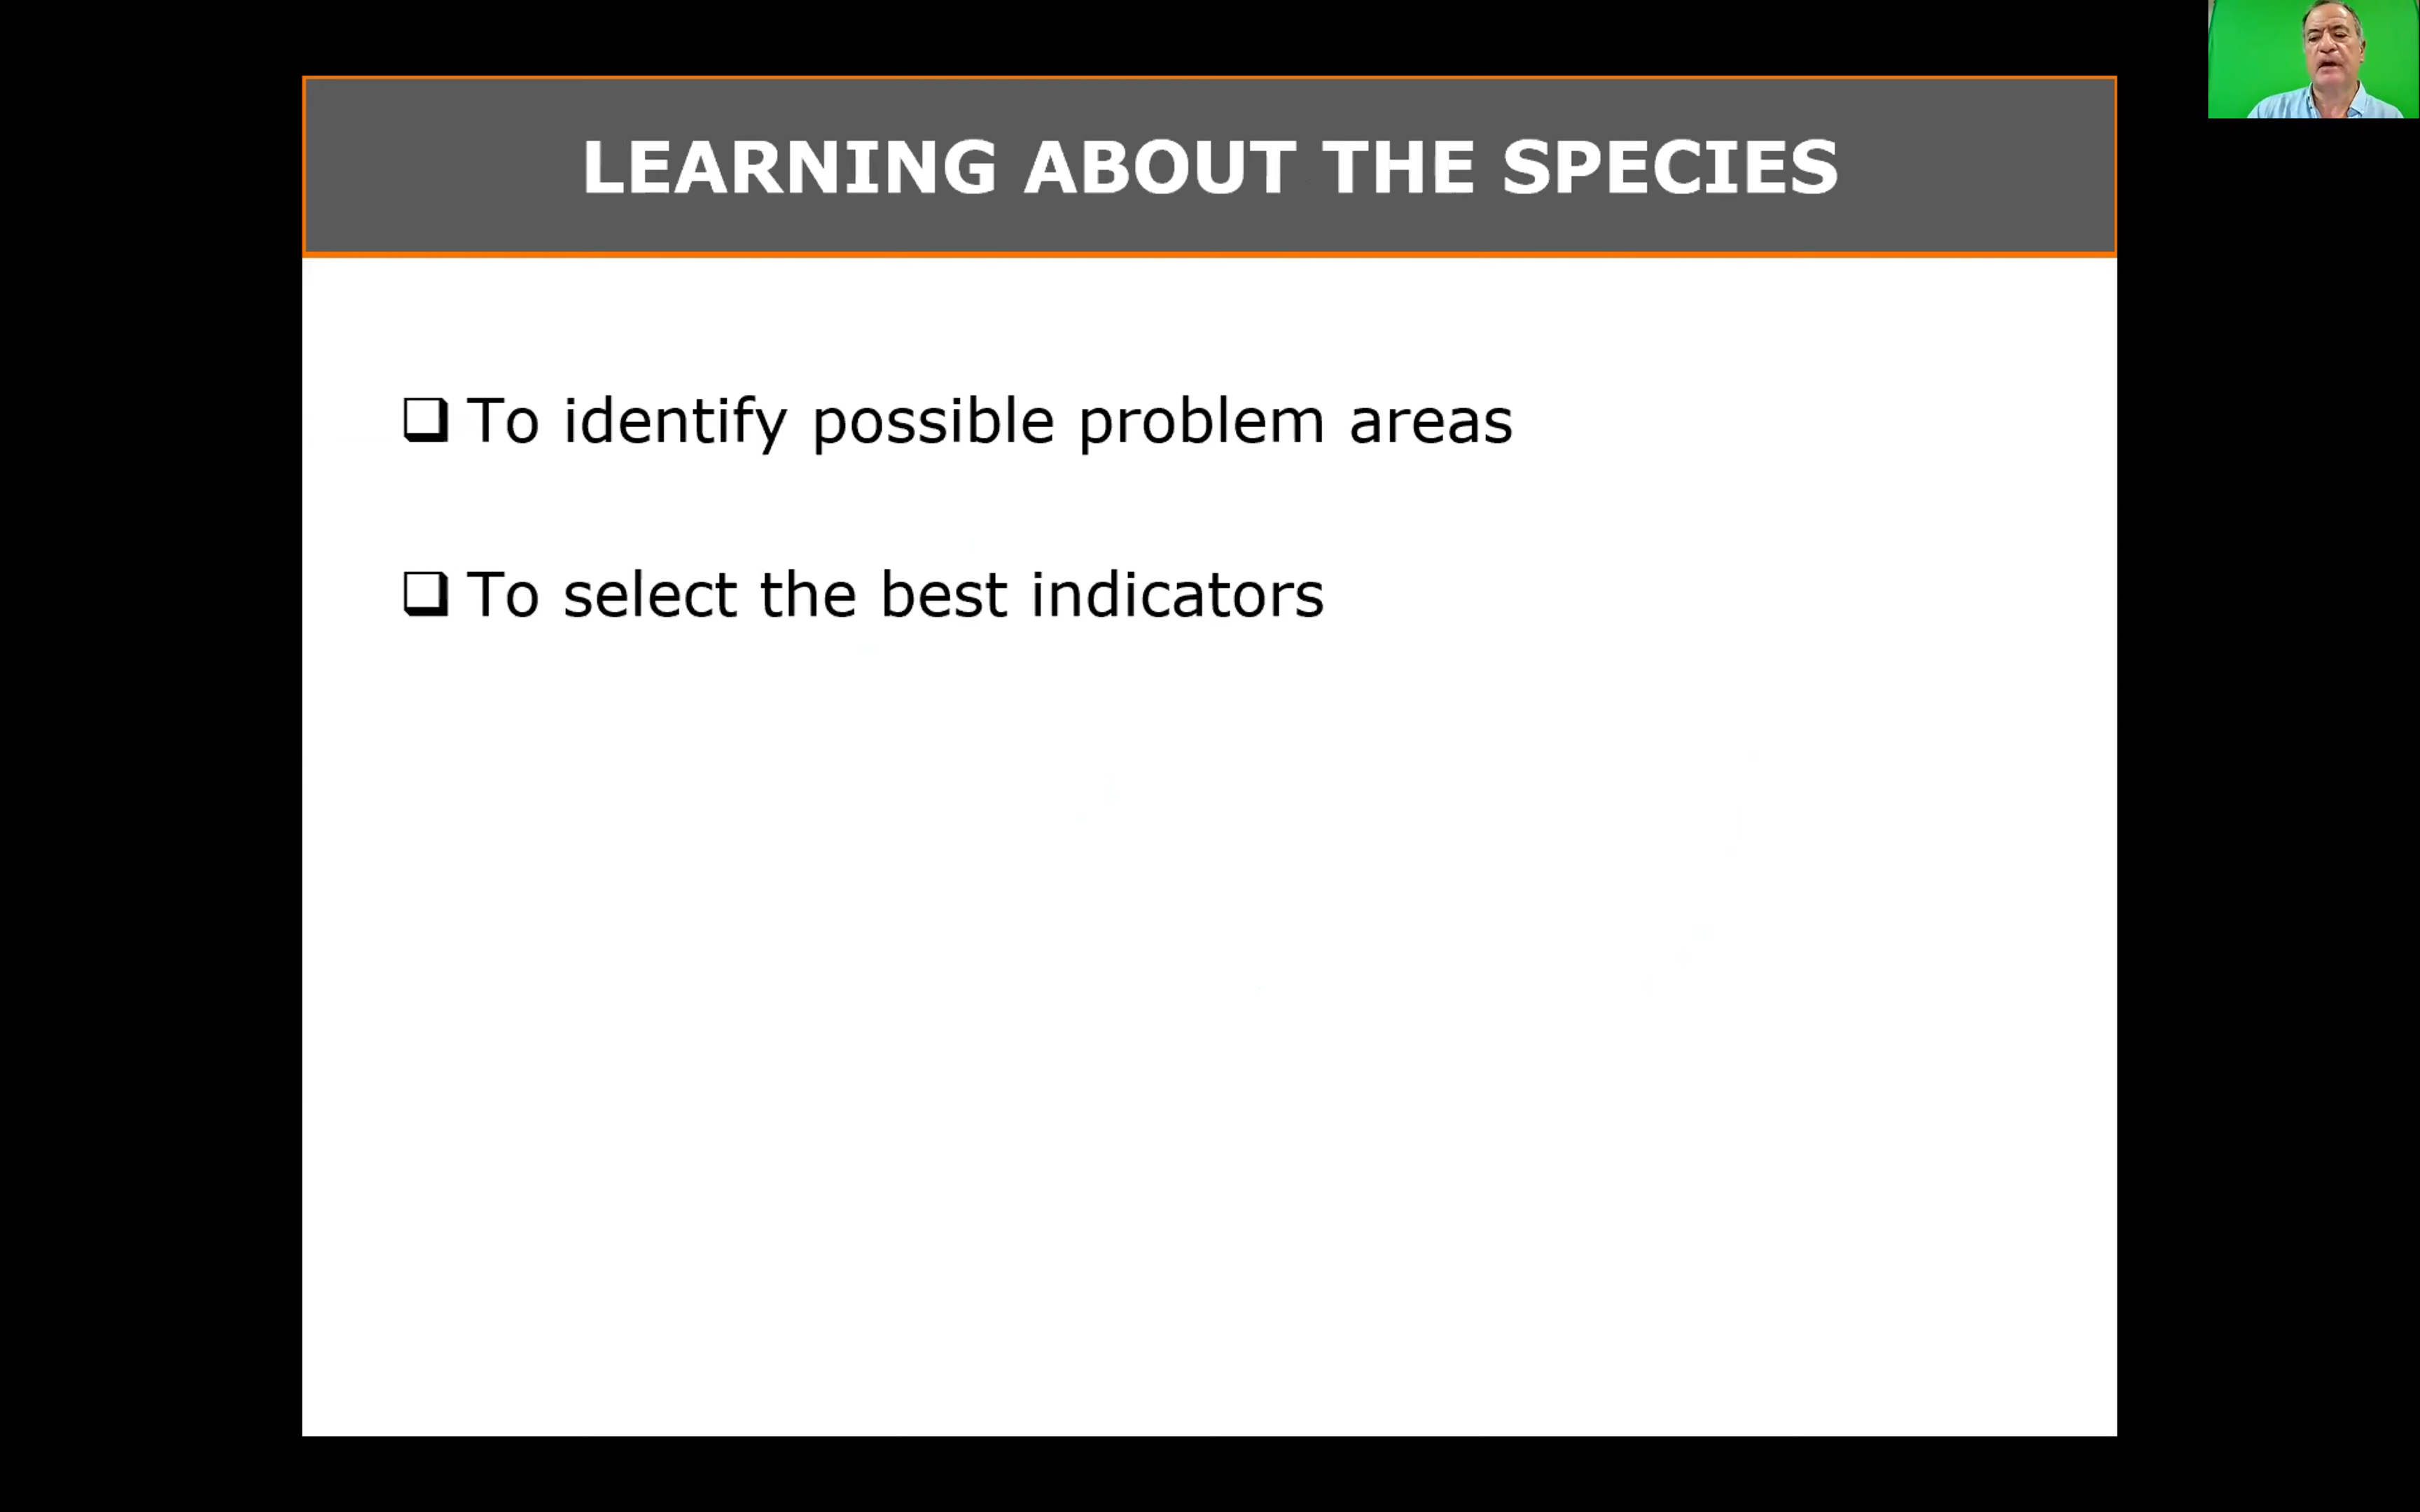 LEARNING ABOUT THE SPECIES
To identify possible problem areas
To select the best indicators